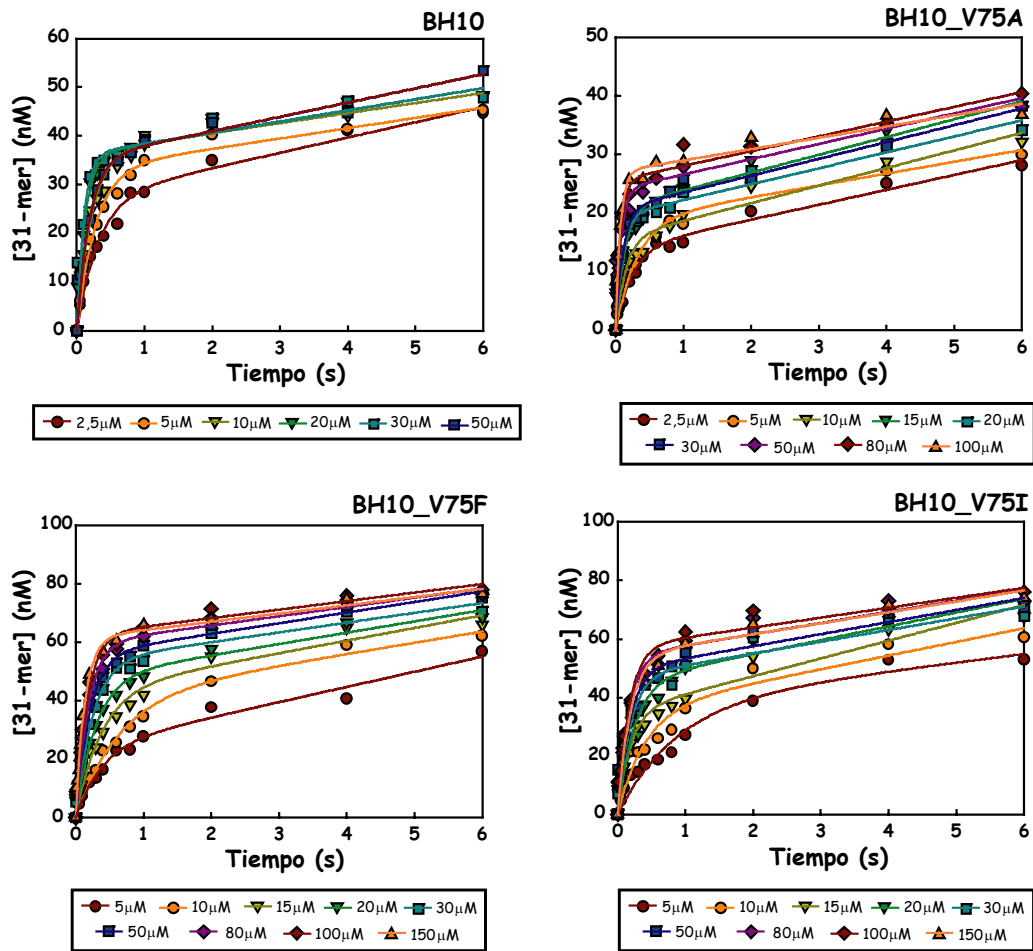 BH10
[31-mer] (nM)
60
50
40
30
20
10
0
0 1 2 3 4 5 6
Tiempo (s)
2,5µM 5µM 10µM 20µM 30µM 50µM
BH10_V75A
[31-mer] (nM)
50
40
30
20
10
0
0 1 2 3 4 5 6
Tiempo (s)
2,5µM 5µM 10µM 15µM 20µM
30µM 50µM 80µM 100µM
BH10_V75F
[31-mer] (nM)
100
80
60
40
20
0
0 1 2 3 4 5 6
Tiempo (s)
5µM 10µM 15µM 20µM 30µM
50µM 80µM 100µM 150µM
BH10_V75I
[31-mer] (nM)
100
80
60
40
20
0
0 1 2 3 4 5 6
Tiempo (s)
5µM 10µM 15µM 20µM 30µM
50µM 80µM 100µM 150µM